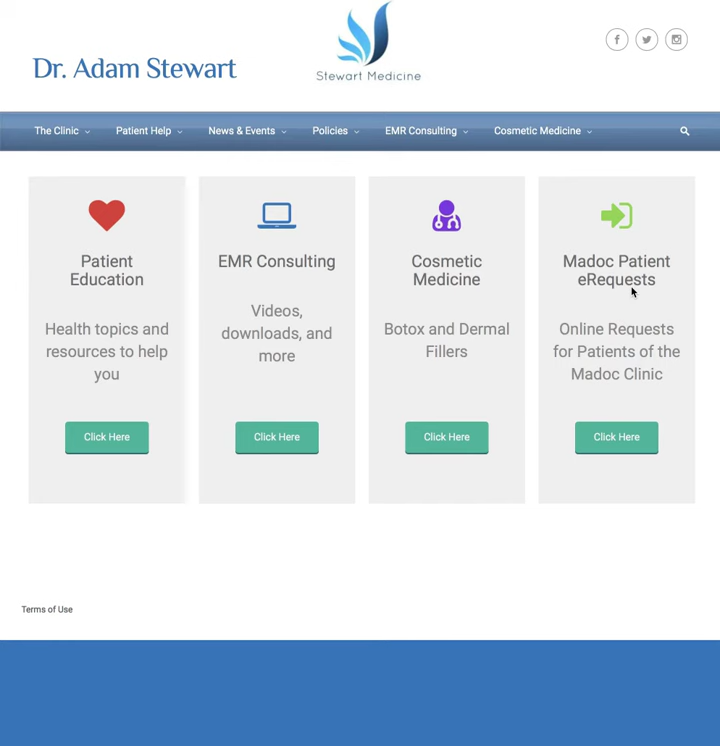 Dr. Adam Stewart
Stewart Medicine
The Clinic
Patient Help
News & Events
Policies
EMR Consulting
Cosmetic Medicine
Patient
Education
Health topics and
resources to help
you
Click Here
EMR Consulting
Videos,
downloads, and
more
Click Here
Cosmetic
Medicine
Botox and Dermal
Fillers
Click Here
Madoc Patient
eRequests
Online Requests
for Patients of the
Madoc Clinic
Click Here
Terms of Use